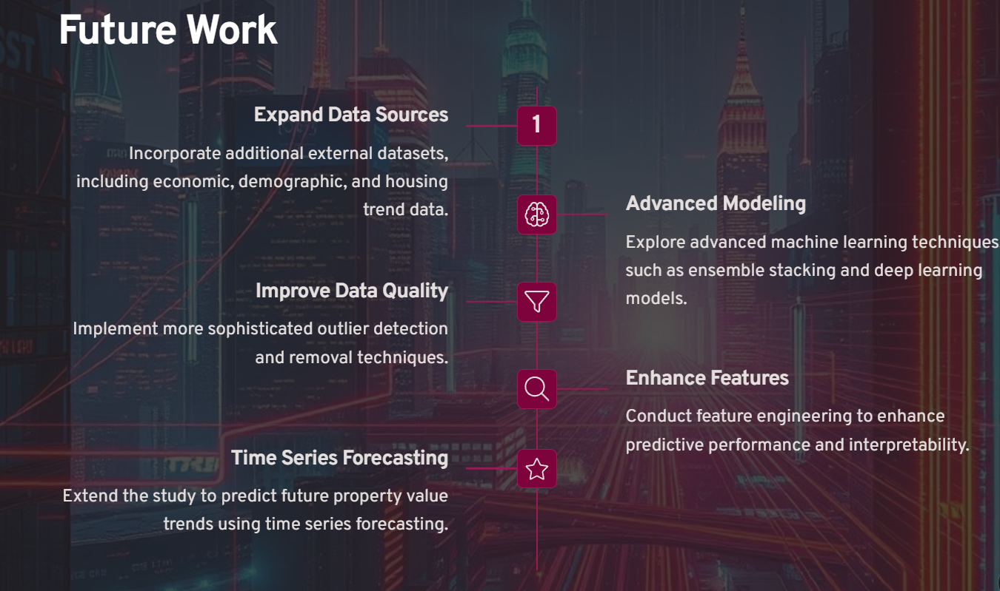 Future Work
Expand Data Sources
1
Incorporate additional external datasets,
including economic, demographic, and housing
trend data.
Advanced Modeling
Explore advanced machine learning techniques
such as ensemble stacking and deep learning
models.
Improve Data Quality
Implement more sophisticated outlier detection
and removal techniques.
Enhance Features
Conduct feature engineering to enhance
predictive performance and interpretability.
Time Series Forecasting
Extend the study to predict future property value
trends using time series forecasting.